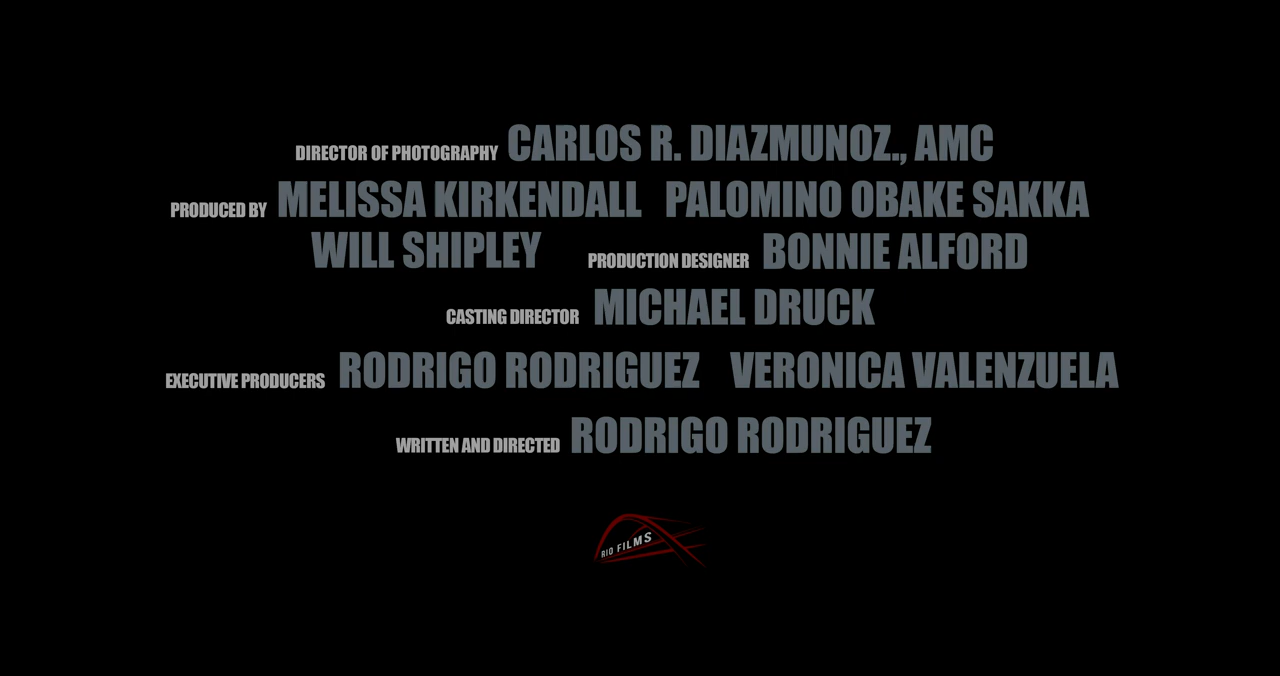 DIRECTOR OF PHOTOGRAPHY CARLOS R. DIAZMUNOZ., AMC
PRODUCED BY MELISSA KIRKENDALL PALOMINO OBAKE SAKKA
WILL SHIPLEY PRODUCTION DESIGNER BONNIE ALFORD
CASTING DIRECTOR MICHAEL DRUCK
EXECUTIVE PRODUCERS RODRIGO RODRIGUEZ VERONICA VALENZUELA
WRITTEN AND DIRECTED RODRIGO RODRIGUEZ
RIO FILMS